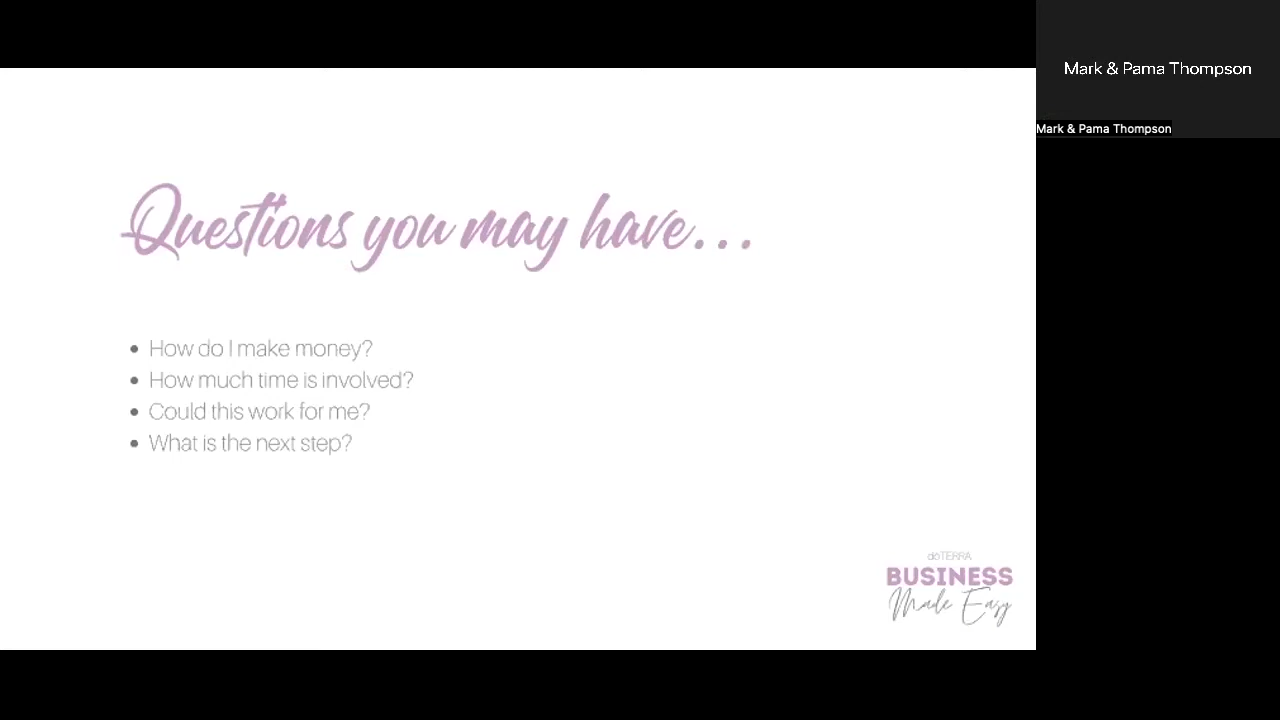 Mark & Pama Thompson
Mark & Pama Thompson
Questions you may have...
• How do I make money?
• How much time is involved?
• Could this work for me?
• What is the next step?
dōTERRA
BUSINESS
Made Easy